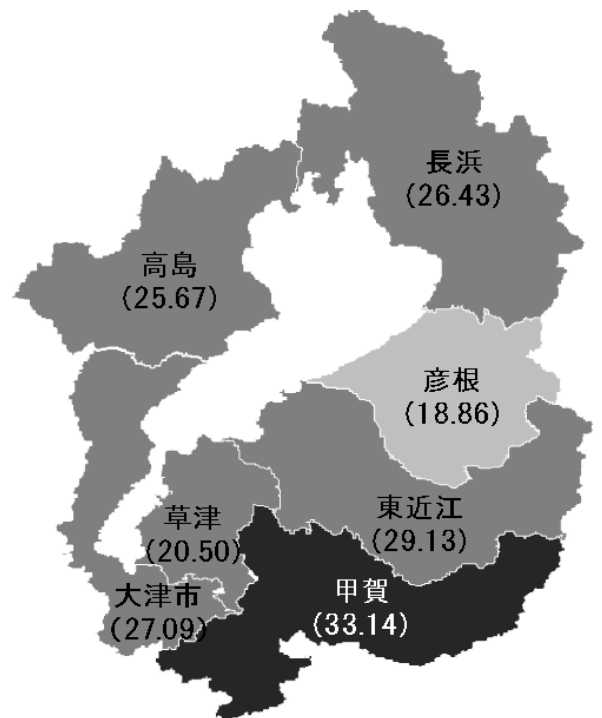 長浜
(26.43)
高島
(25.67)
彦根
(18.86)
東近江
(29.13)
草津
(20.50)
大津市
(27.09)
甲賀
(33.14)